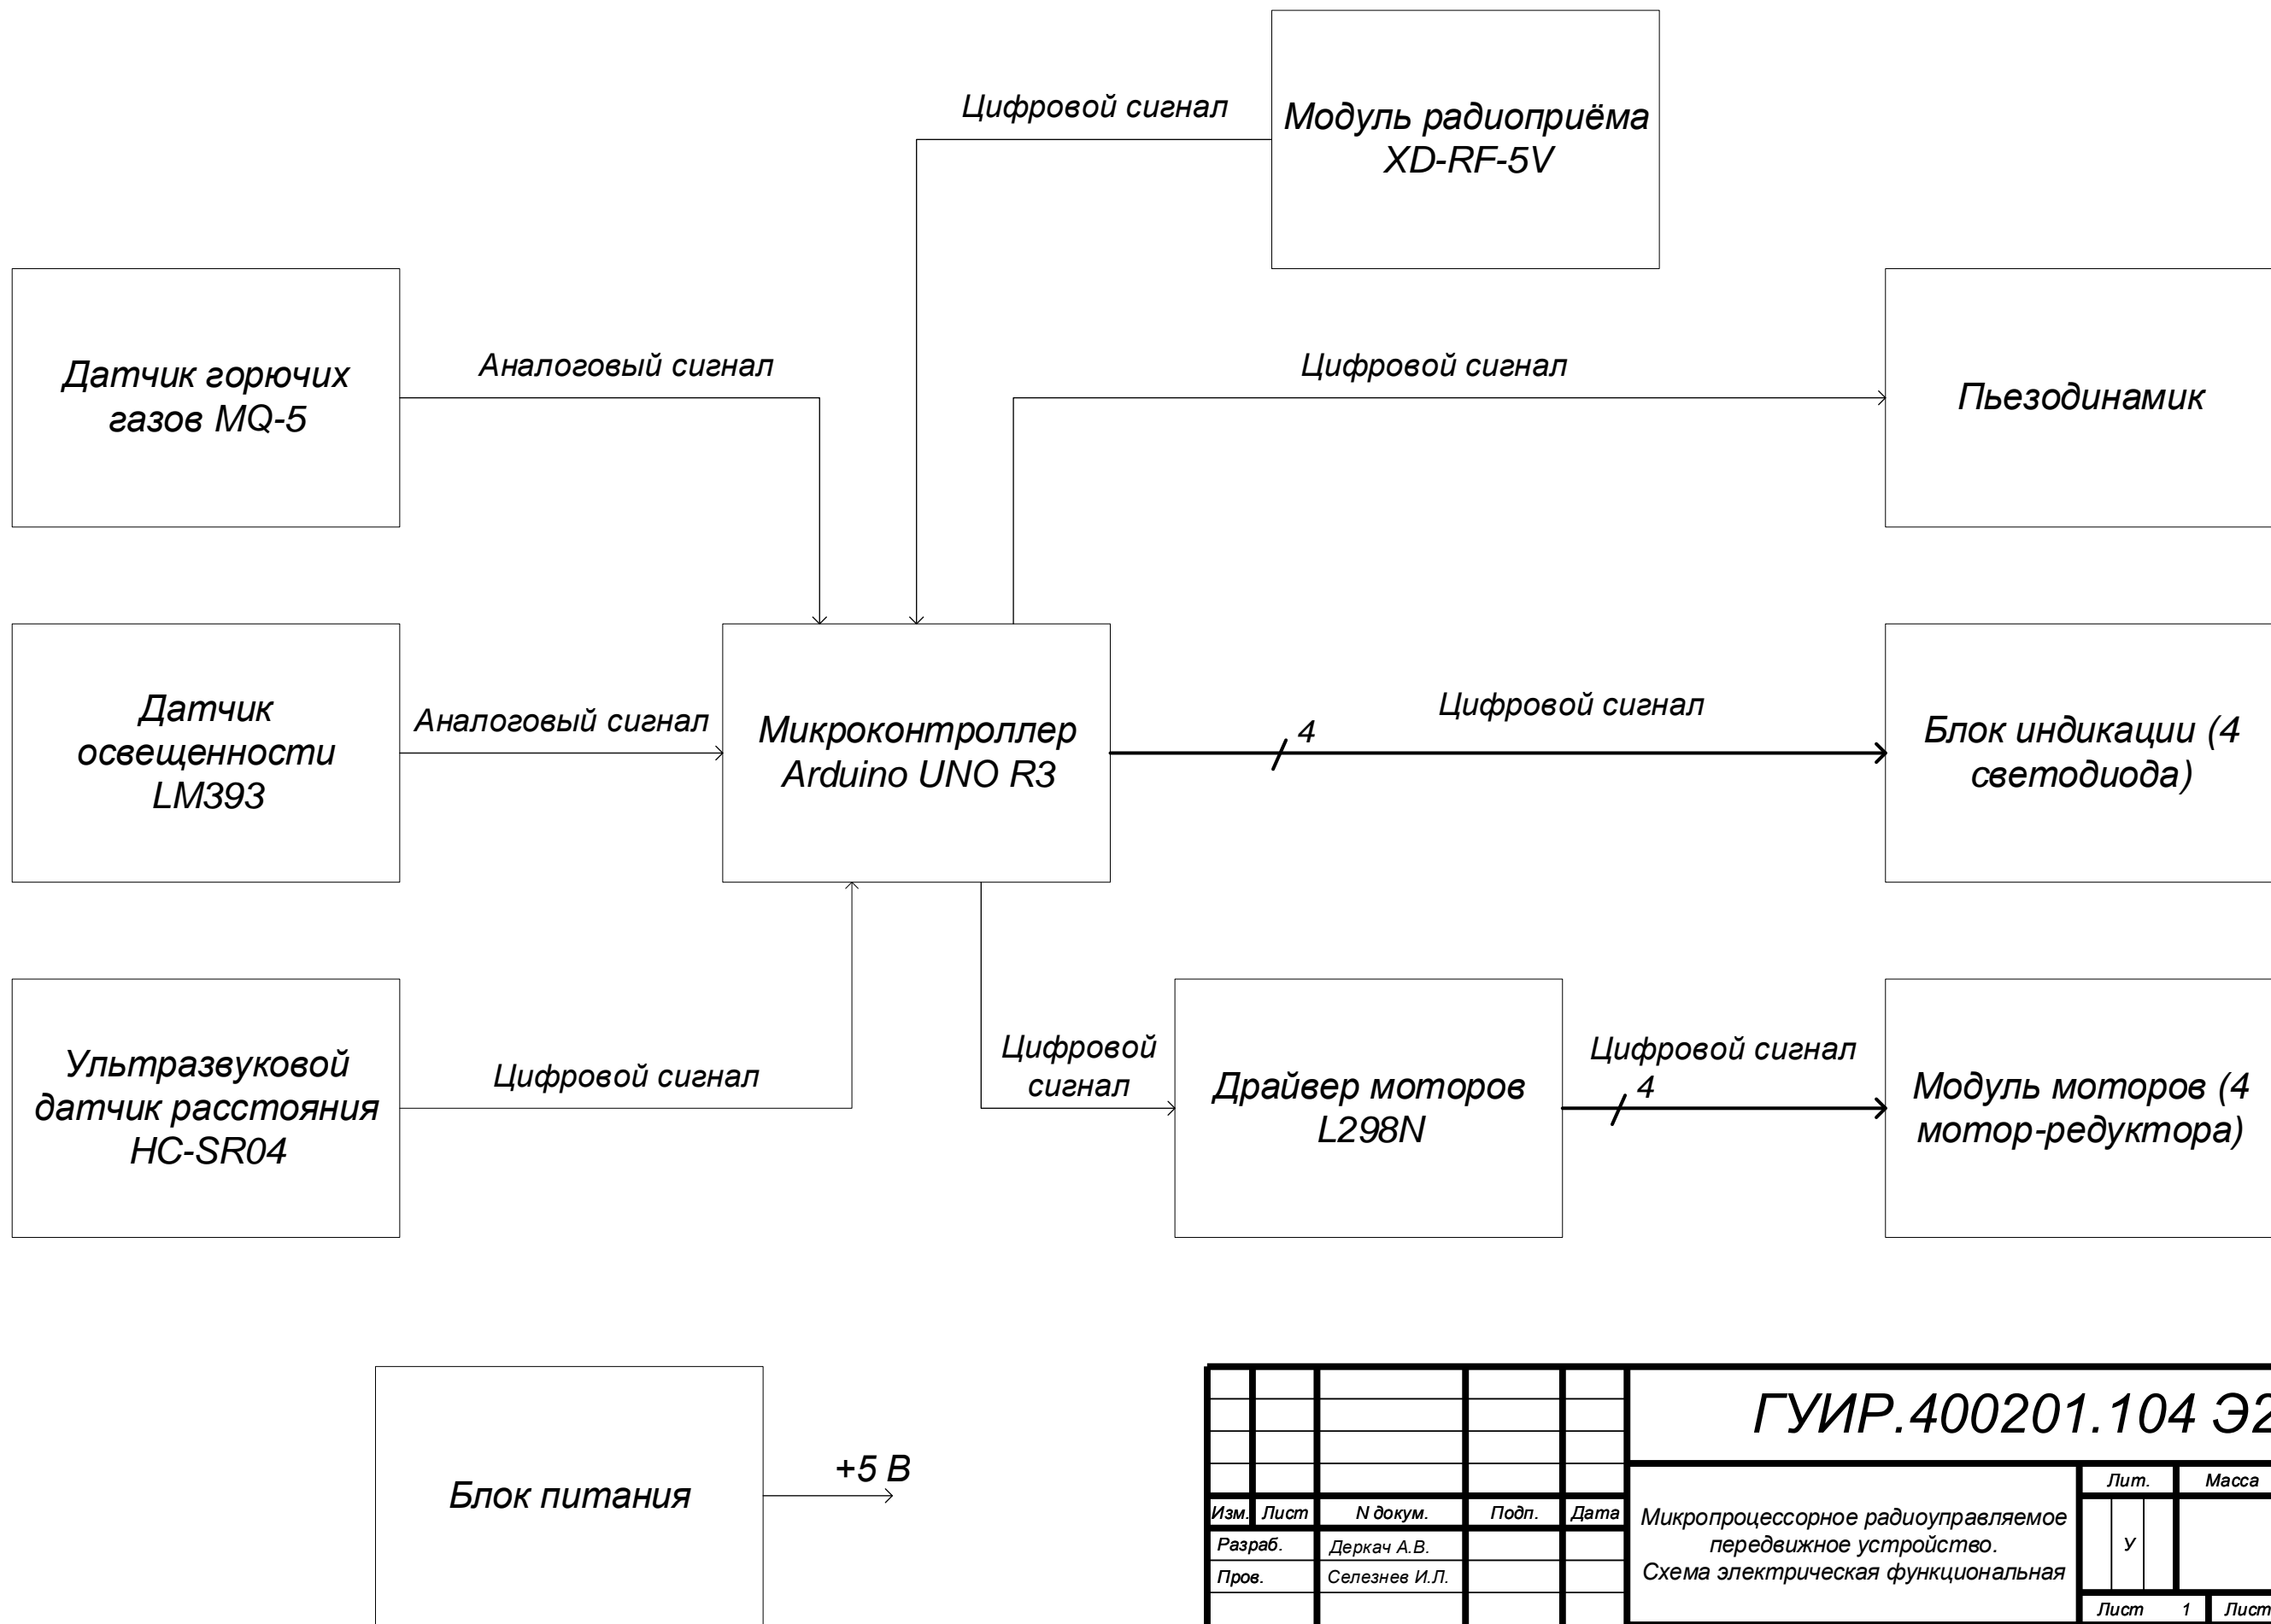 Цифровой сигнал
Модуль радиоприёма
XD-RF-5V
Датчик горючих
газов MQ-5
Аналоговый сигнал
Цифровой сигнал
Пьезодинамик
Датчик
освещенности
LM393
Аналоговый сигнал
Микроконтроллер
Arduino UNO R3
4
Цифровой сигнал
Блок индикации (4
светодиода)
Ультразвуковой
датчик расстояния
HC-SR04
Цифровой сигнал
Цифровой
сигнал
Драйвер моторов
L298N
Цифровой сигнал
4
Модуль моторов (4
мотор-редуктора)
Блок питания
+5 В
ГУИР.400201.104 Э2
Изм. Лист N докум. Подп. Дата
Разраб. Деркач А.В.
Пров. Селезнев И.Л.
Микропроцессорное радиоуправляемое
передвижное устройство.
Схема электрическая функциональная
Лит. Масса
У
Лист 1 Лист